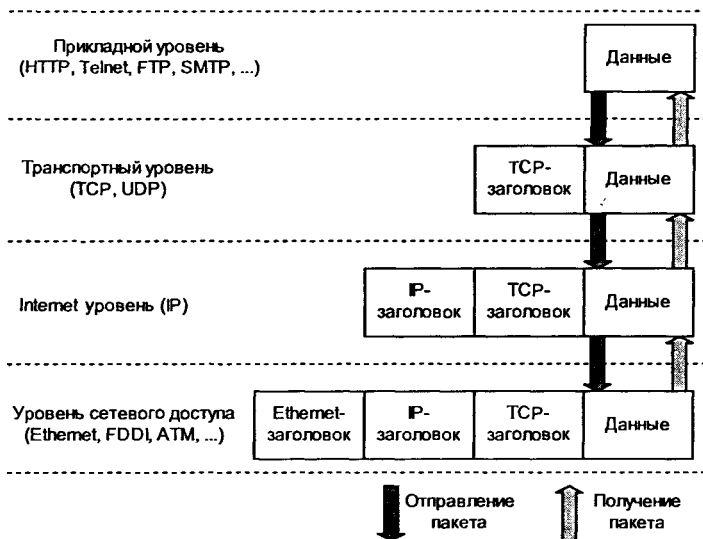 Прикладной уровень
(HTTP, Telnet, FTP, SMTP, ...)
Данные
Транспортный уровень
(TCP, UDP)
TCP-
заголовок
Данные
Internet уровень (IP)
IP-
заголовок
TCP-
заголовок
Данные
Уровень сетевого доступа
(Ethernet, FDDI, ATM, ...)
Ethernet-
заголовок
IP-
заголовок
TCP-
заголовок
Данные
Отправление
пакета
Получение
пакета